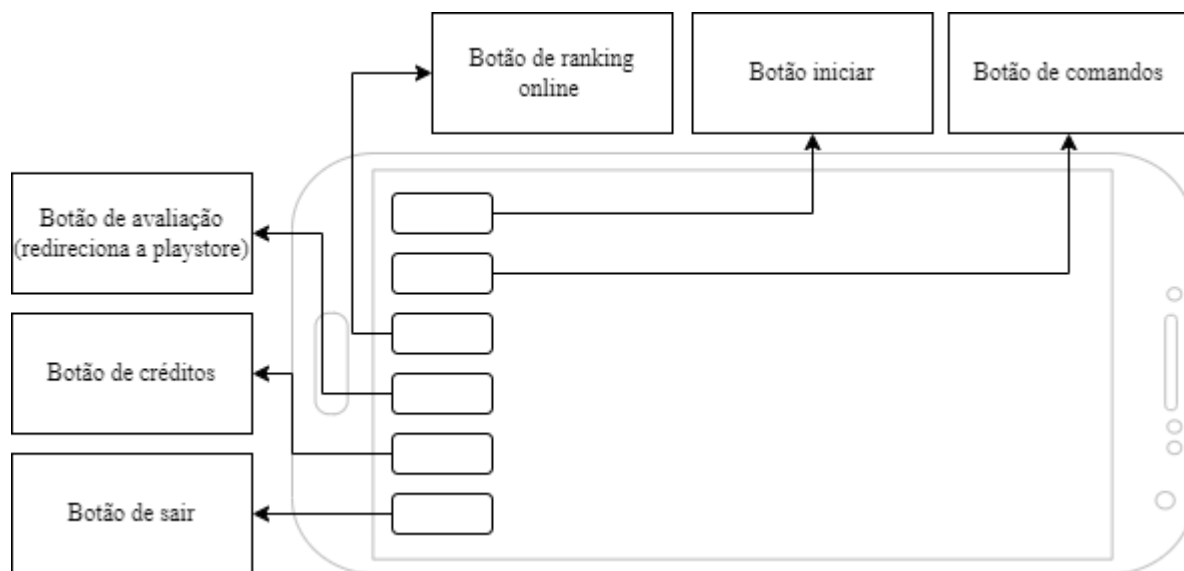 Botão de ranking
online
Botão iniciar
Botão de comandos
Botão de avaliação
(redireciona a playstore)
Botão de créditos
Botão de sair